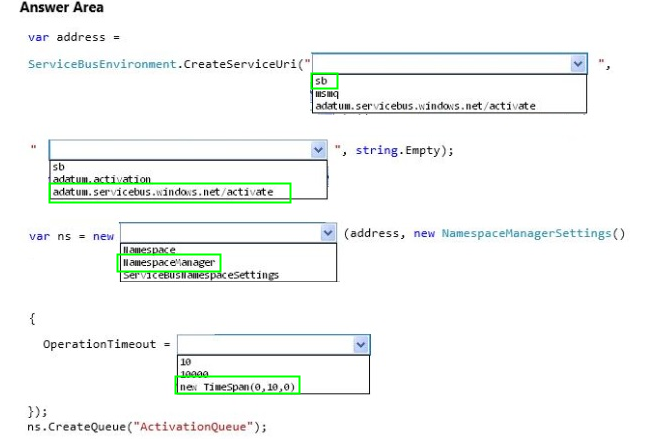 Answer Area
var address =
ServiceBusEnvironment.CreateServiceUri("
",
sb
msmq
adatum.servicebus.windows.net/activate
"
", string.Empty);
sb
adatum.activation
adatum.servicebus.windows.net/activate
var ns = new
(address, new NamespaceManagerSettings()
Namespace
NamespaceManager
ServiceBusNamespaceSettings
{
OperationTimeout =
10
10000
new TimeSpan(0,10,0)
});
ns.CreateQueue("ActivationQueue");